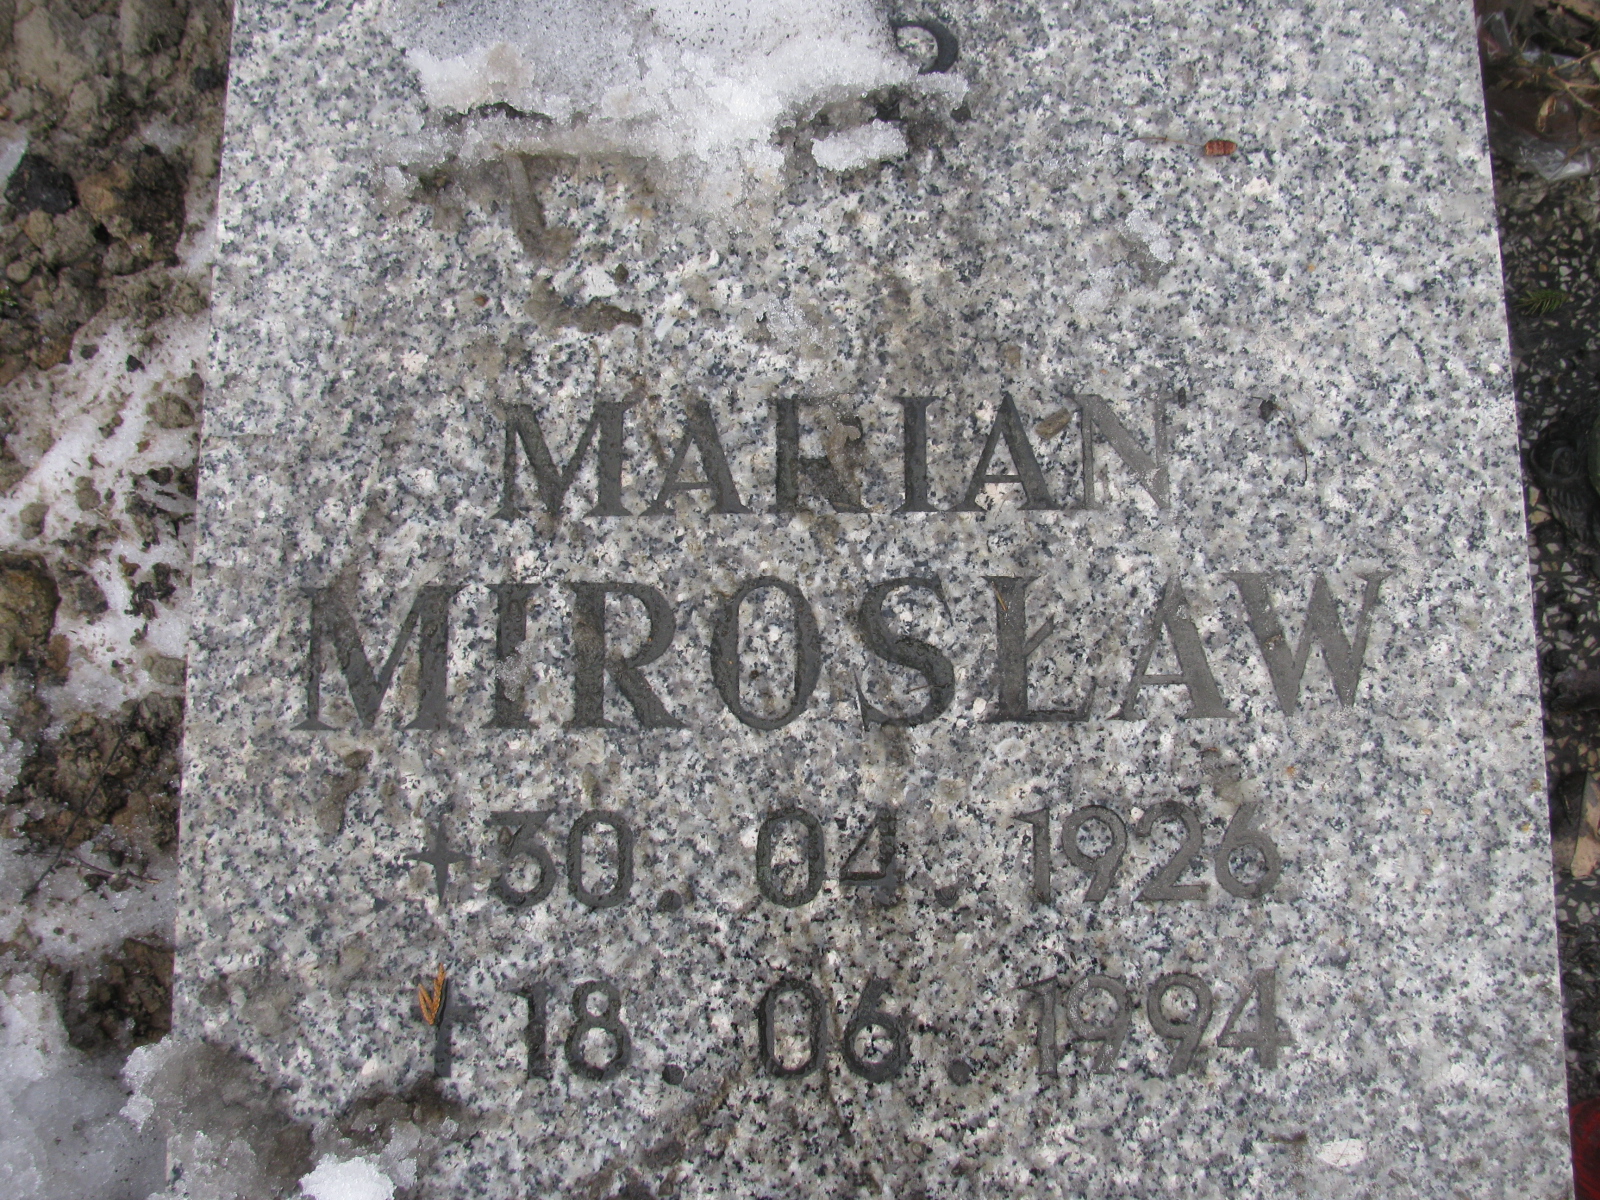 MARIAN
MIROSŁAW
30. 04. 1926
† 18. 06. 1994